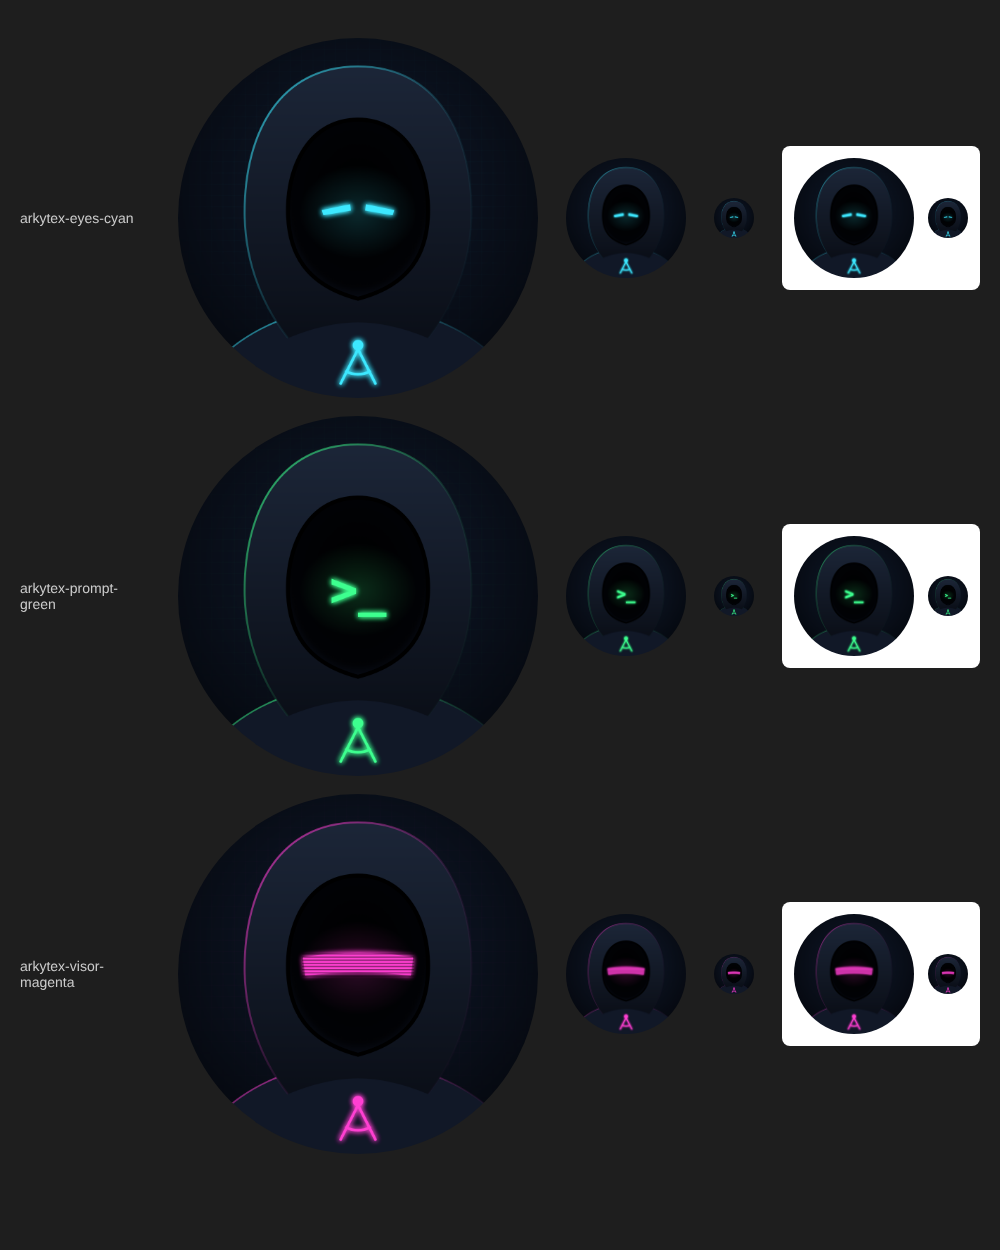 arkytex-eyes-cyan
arkytex-prompt-
green
>_
arkytex-visor-
magenta